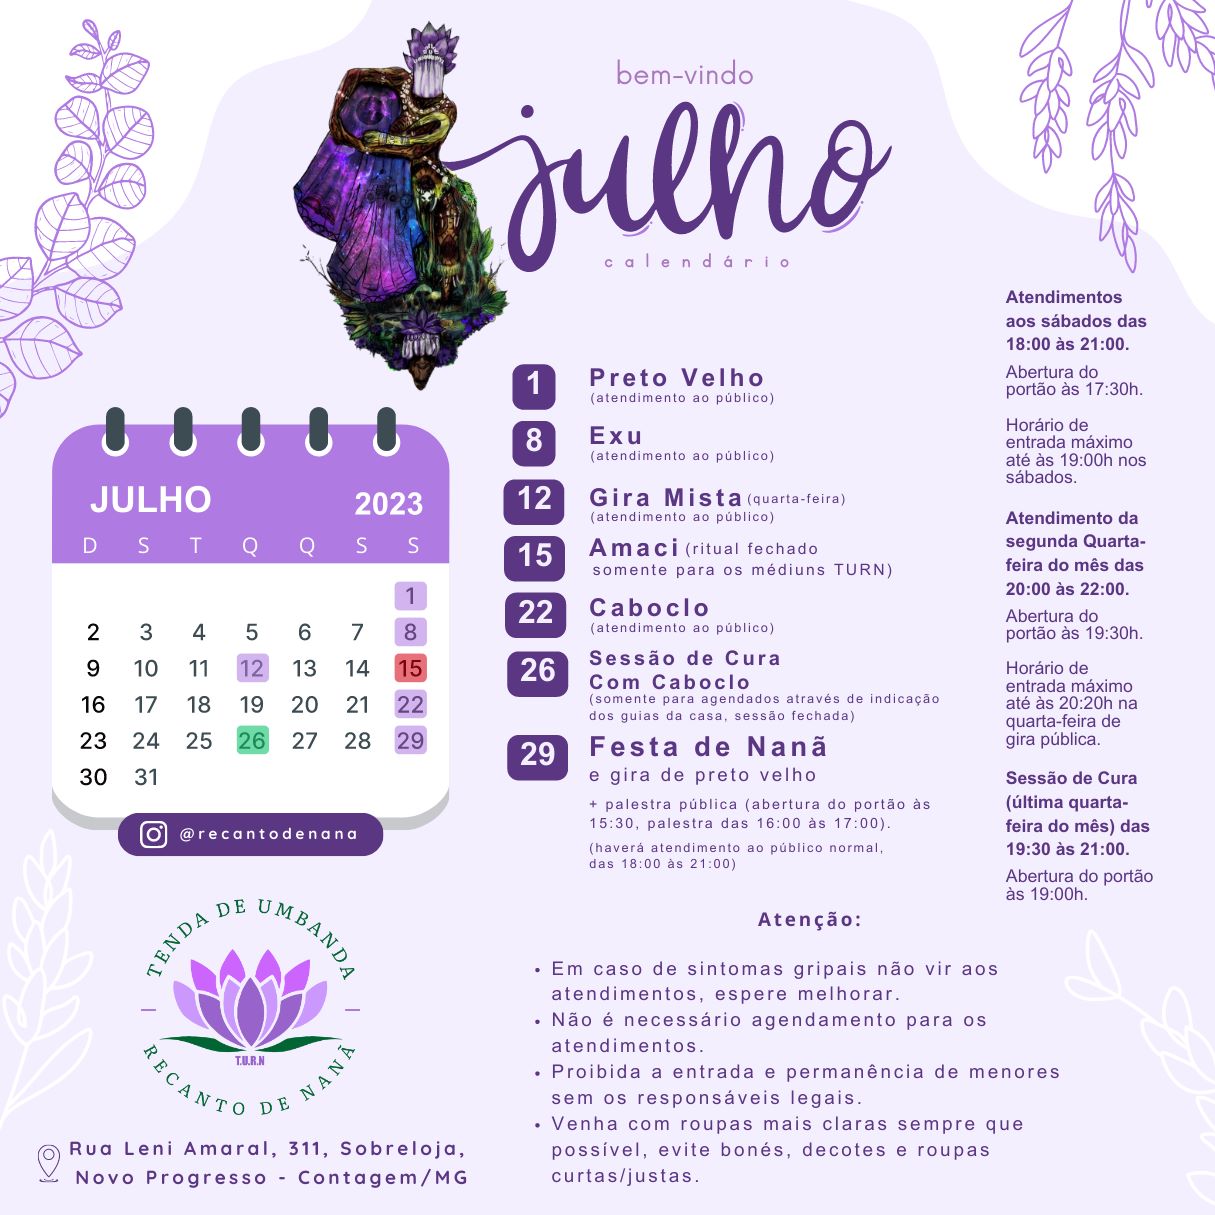 bem-vindo
julho
calendário
JULHO 2023
D S T Q Q S S
1
2 3 4 5 6 7 8
9 10 11 12 13 14 15
16 17 18 19 20 21 22
23 24 25 26 27 28 29
30 31
@recantodenana
TENDA DE UMBANDA
T.U.R.N
RECANTO DE NANÃ
Rua Leni Amaral, 311, Sobreloja,
Novo Progresso - Contagem/MG
1 Preto Velho
(atendimento ao público)
8 Exu
(atendimento ao público)
12 Gira Mista (quarta-feira)
(atendimento ao público)
15 Amaci (ritual fechado
somente para os médiuns TURN)
22 Caboclo
(atendimento ao público)
26 Sessão de Cura
Com Caboclo
(somente para agendados através de indicação
dos guias da casa, sessão fechada)
29 Festa de Nanã
e gira de preto velho
+ palestra pública (abertura do portão às
15:30, palestra das 16:00 às 17:00).
(haverá atendimento ao público normal,
das 18:00 às 21:00)
Atendimentos
aos sábados das
18:00 às 21:00.
Abertura do
portão às 17:30h.
Horário de
entrada máximo
até às 19:00h nos
sábados.
Atendimento da
segunda Quarta-
feira do mês das
20:00 às 22:00.
Abertura do
portão às 19:30h.
Horário de
entrada máximo
até às 20:20h na
quarta-feira de
gira pública.
Sessão de Cura
(última quarta-
feira do mês) das
19:30 às 21:00.
Abertura do portão
às 19:00h.
Atenção:
• Em caso de sintomas gripais não vir aos
atendimentos, espere melhorar.
• Não é necessário agendamento para os
atendimentos.
• Proibida a entrada e permanência de menores
sem os responsáveis legais.
• Venha com roupas mais claras sempre que
possível, evite bonés, decotes e roupas
curtas/justas.